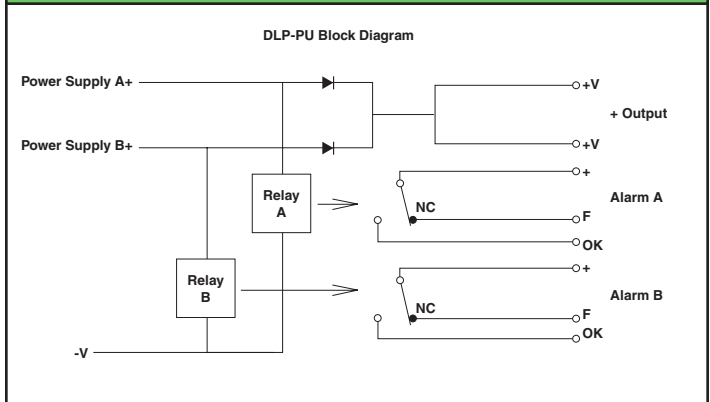 DLP-PU Block Diagram
Power Supply A+
+V
+ Output
Power Supply B+
+V
+
Relay
A
NC
Alarm A
F
OK
+
Relay
B
NC
Alarm B
F
OK
-V